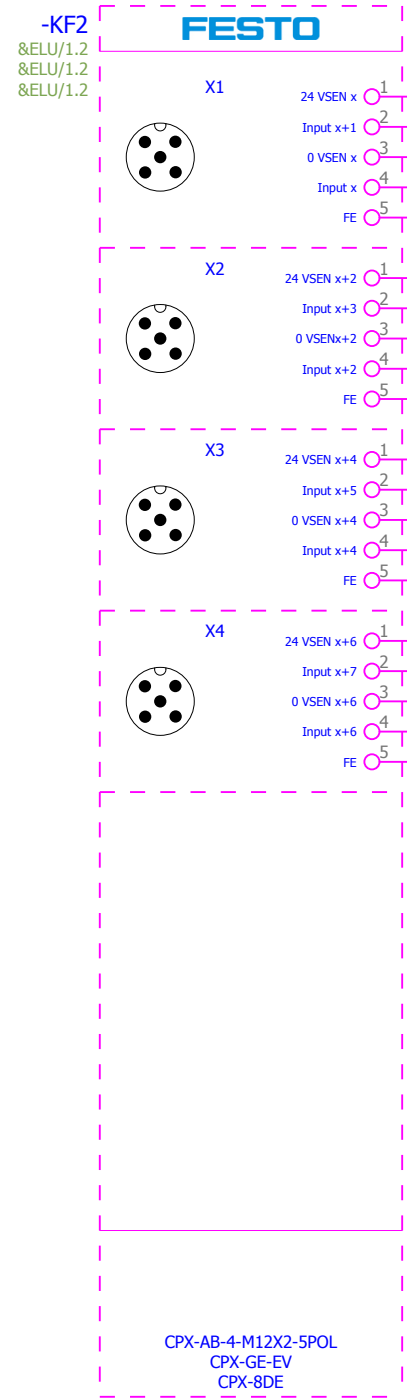 -KF2
&ELU/1.2
&ELU/1.2
&ELU/1.2
FESTO
X1
24 VSEN x 1
Input x+1 2
0 VSEN x 3
Input x 4
FE 5
X2
24 VSEN x+2 1
Input x+3 2
0 VSENx+2 3
Input x+2 4
FE 5
X3
24 VSEN x+4 1
Input x+5 2
0 VSEN x+4 3
Input x+4 4
FE 5
X4
24 VSEN x+6 1
Input x+7 2
0 VSEN x+6 3
Input x+6 4
FE 5
CPX-AB-4-M12X2-5POL
CPX-GE-EV
CPX-8DE